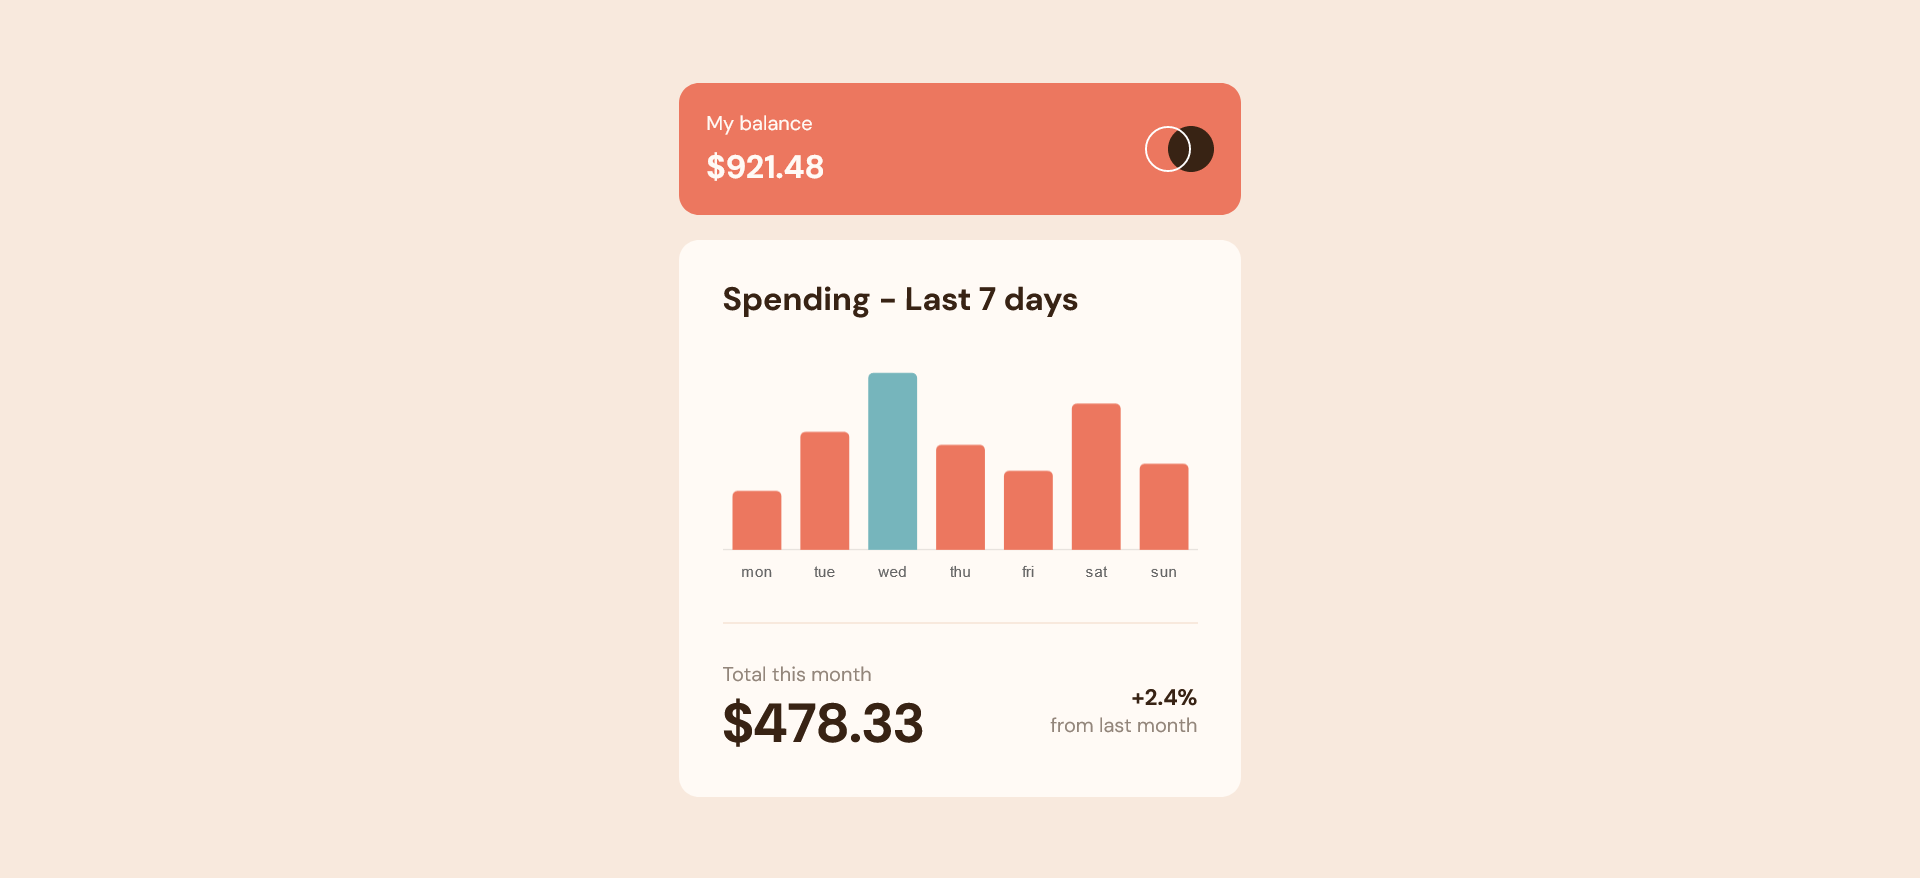 My balance
$921.48
Spending - Last 7 days
mon tue wed thu fri sat sun
Total this month
$478.33
+2.4%
from last month